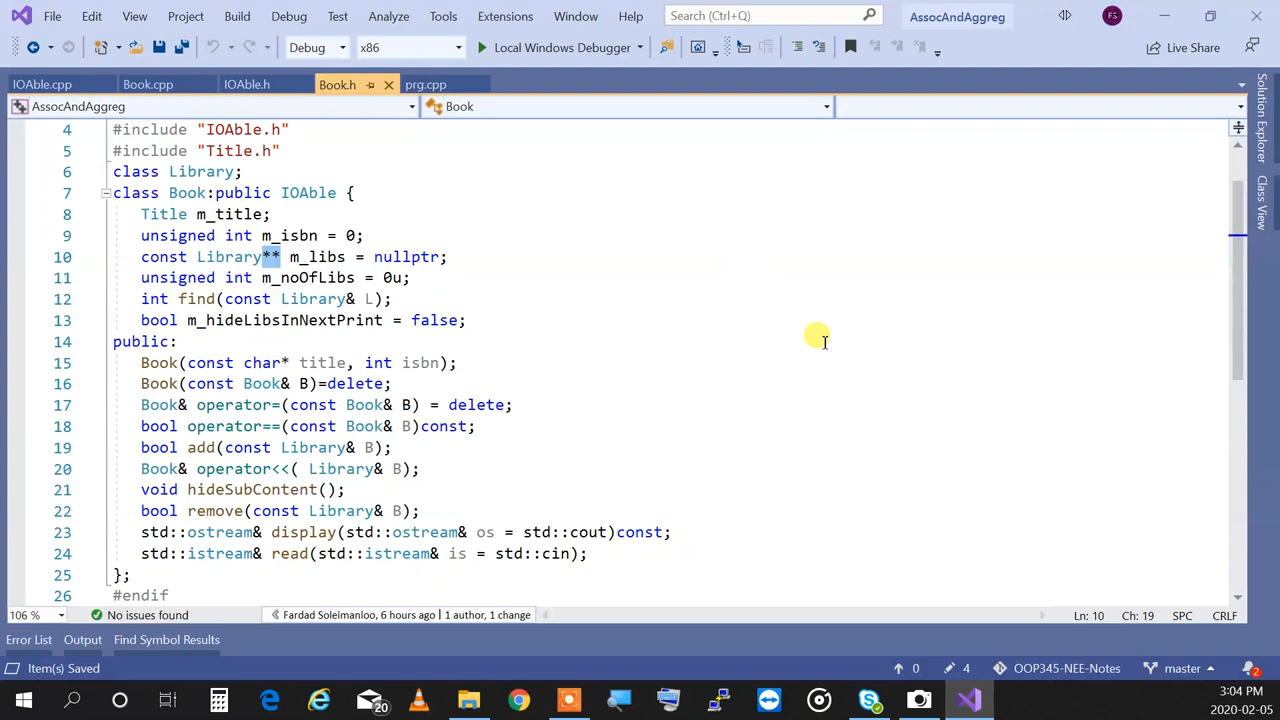 File Edit View Project Build Debug Test Analyze Tools Extensions Window Help Search (Ctrl+Q) AssocAndAggreg FS
Debug x86 Local Windows Debugger Live Share
IOAble.cpp Book.cpp IOAble.h Book.h prg.cpp
AssocAndAggreg Book
4 #include "IOAble.h"
5 #include "Title.h"
6 class Library;
7 class Book:public IOAble {
8 Title m_title;
9 unsigned int m_isbn = 0;
10 const Library** m_libs = nullptr;
11 unsigned int m_noOfLibs = 0u;
12 int find(const Library& L);
13 bool m_hideLibsInNextPrint = false;
14 public:
15 Book(const char* title, int isbn);
16 Book(const Book& B)=delete;
17 Book& operator=(const Book& B) = delete;
18 bool operator==(const Book& B)const;
19 bool add(const Library& B);
20 Book& operator<<( Library& B);
21 void hideSubContent();
22 bool remove(const Library& B);
23 std::ostream& display(std::ostream& os = std::cout)const;
24 std::istream& read(std::istream& is = std::cin);
25 };
26 #endif
Solution Explorer
Class View
106 % No issues found Fardad Soleimanloo, 6 hours ago | 1 author, 1 change Ln: 10 Ch: 19 SPC CRLF
Error List Output Find Symbol Results
Item(s) Saved 0 4 OOP345-NEE-Notes master 2
20
3:04 PM
2020-02-05